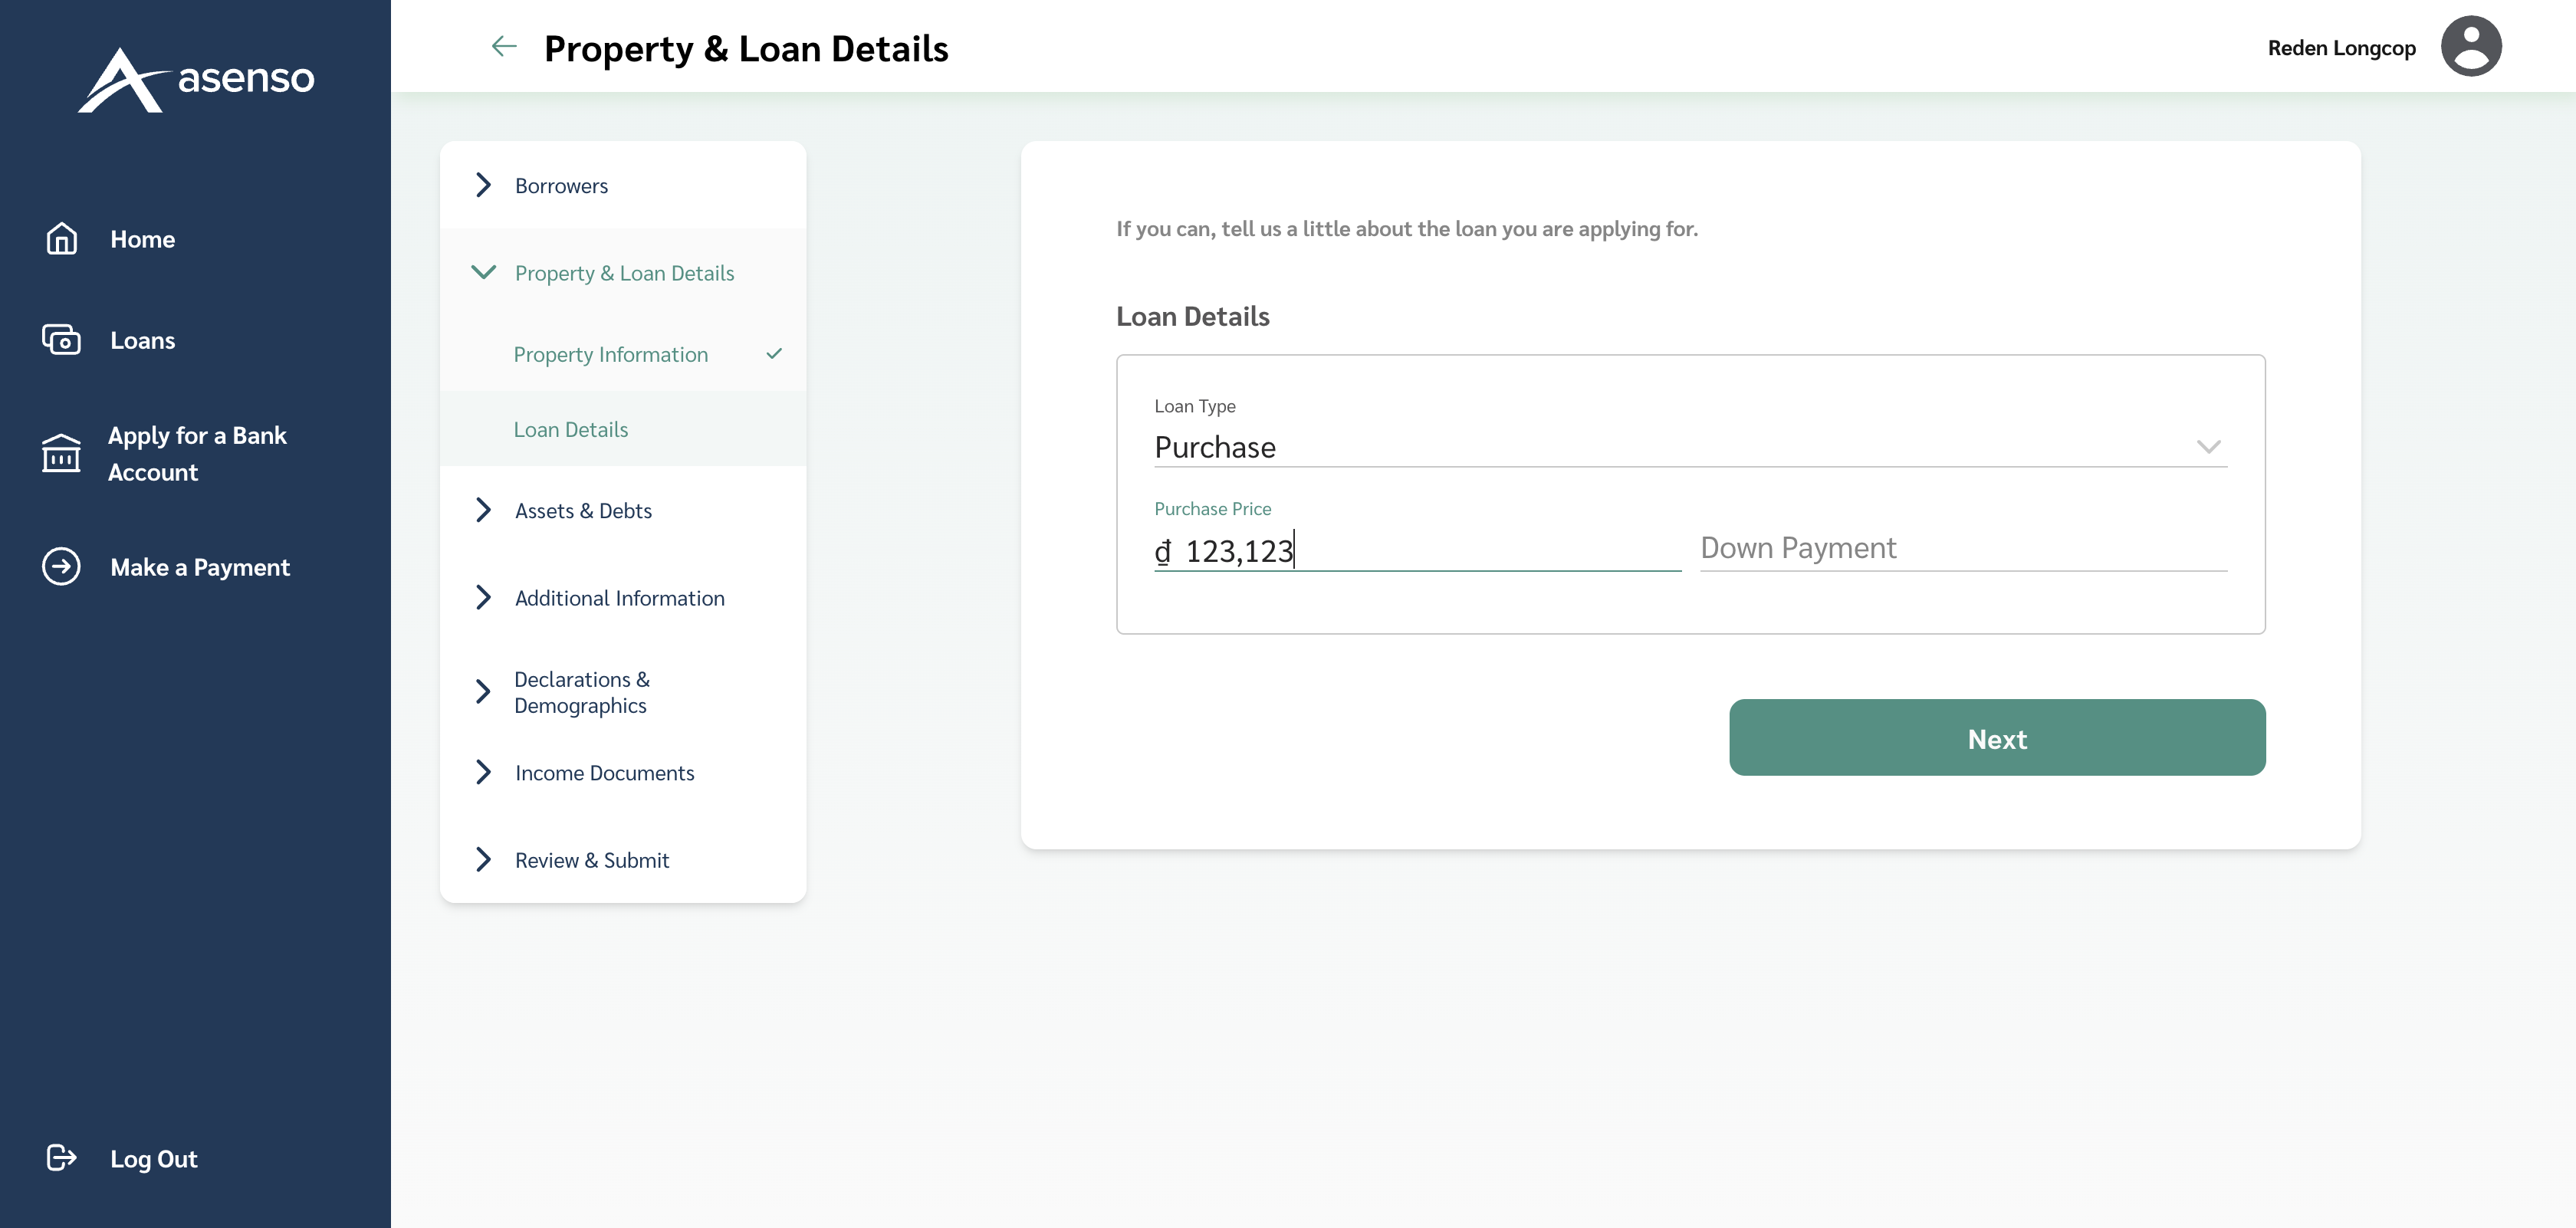 asenso
Home
Loans
Apply for a Bank
Account
Make a Payment
Log Out
Property & Loan Details
Reden Longcop
Borrowers
Property & Loan Details
Property Information
Loan Details
Assets & Debts
Additional Information
Declarations &
Demographics
Income Documents
Review & Submit
If you can, tell us a little about the loan you are applying for.
Loan Details
Loan Type
Purchase
Purchase Price
₫ 123,123
Down Payment
Next